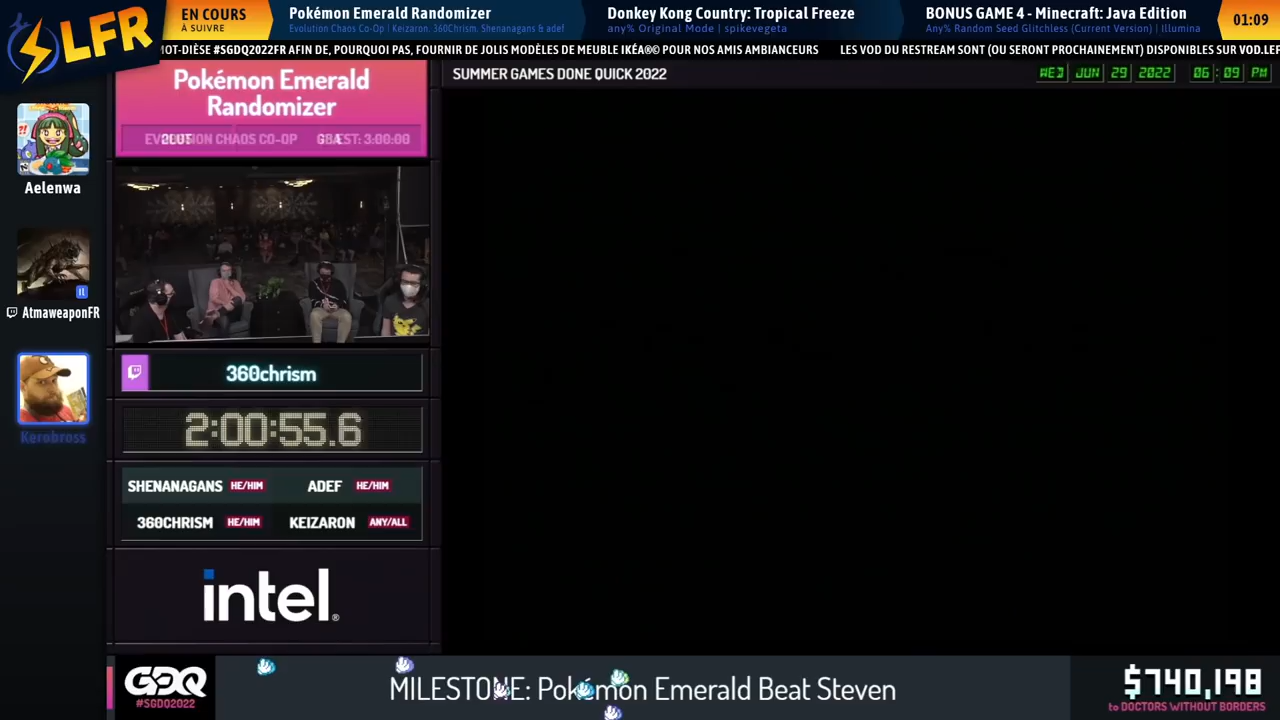 LFR
EN COURS
À SUIVRE
Pokémon Emerald Randomizer
Evolution Chaos Co-Op | Keizaron, 360Chrism, Shenanagans & adef
Donkey Kong Country: Tropical Freeze
any% Original Mode | spikevegeta
BONUS GAME 4 - Minecraft: Java Edition
Any% Random Seed Glitchless (Current Version) | Illumina
01:09
MOT-DIÈSE #SGDQ2022FR AFIN DE, POURQUOI PAS, FOURNIR DE JOLIS MODÈLES DE MEUBLE IKÉA®© POUR NOS AMIS AMBIANCEURS
LES VOD DU RESTREAM SONT (OU SERONT PROCHAINEMENT) DISPONIBLES SUR VOD.LEF
Pokémon Emerald
Randomizer
SUMMER GAMES DONE QUICK 2022
WED JUN 29 2022 06:09 PM
Aelenwa
AtmaweaponFR
Kerobross
360chrism
2:00:55.6
SHENANAGANS HE/HIM
ADEF HE/HIM
360CHRISM HE/HIM
KEIZARON ANY/ALL
intel®
GDQ
#SGDQ2022
MILESTONE: Pokémon Emerald Beat Steven
$740,198
to DOCTORS WITHOUT BORDERS